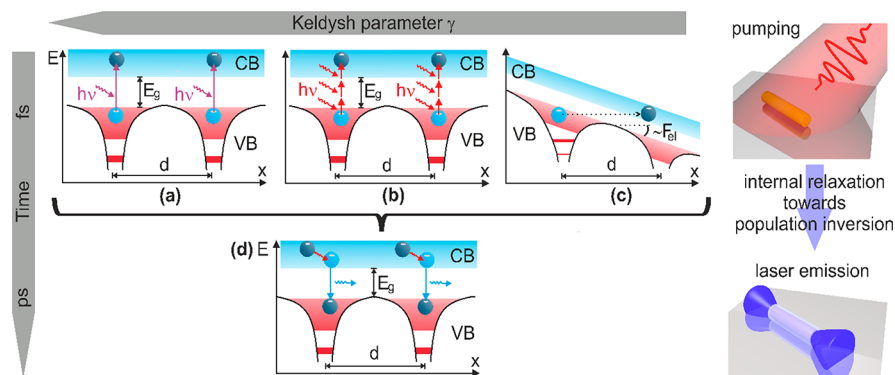 Keldysh parameter γ
pumping
E
CB
hν
hν
Eg
VB
d
x
(a)
CB
hν
hν
Eg
VB
d
x
(b)
CB
VB
~Fel
d
x
(c)
fs
Time
ps
internal relaxation
towards
population inversion
(d) E
CB
Eg
VB
d
x
laser emission